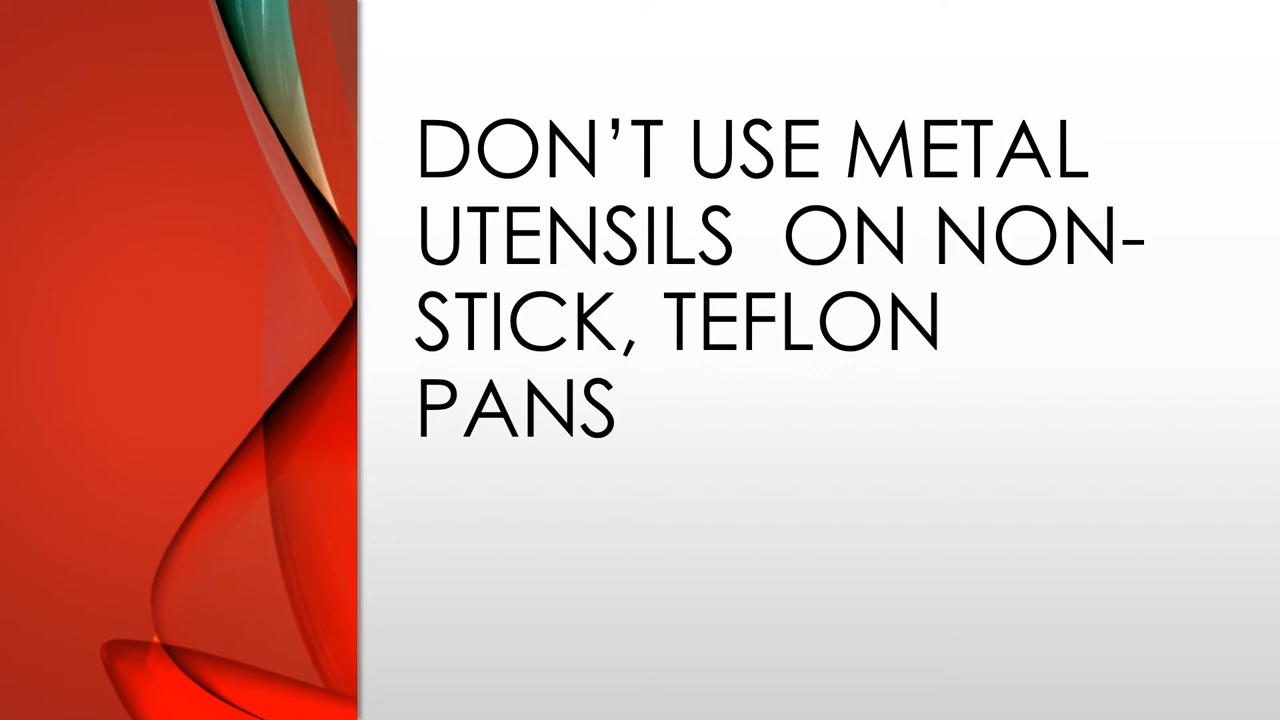 DON’T USE METAL
UTENSILS  ON NON-
STICK, TEFLON
PANS